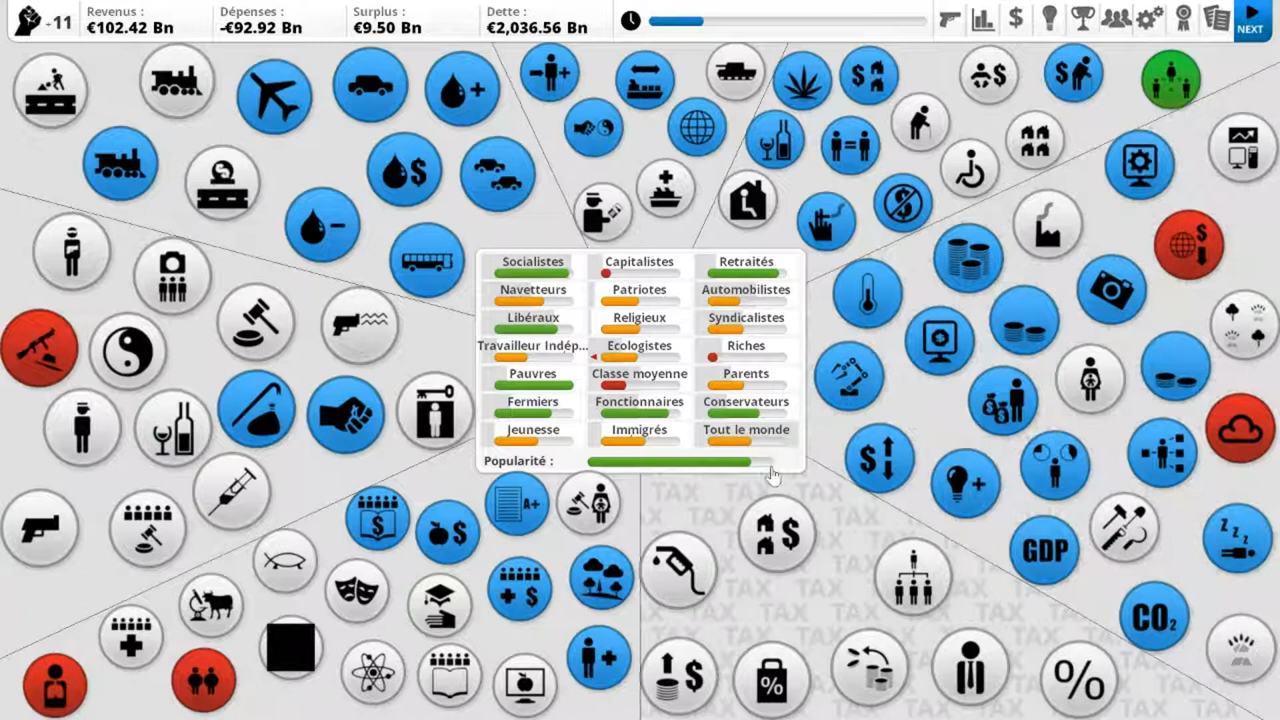 +11
Revenus :
€102.42 Bn
Dépenses :
-€92.92 Bn
Surplus :
€9.50 Bn
Dette :
€2,036.56 Bn
NEXT
Socialistes Capitalistes Retraités
Navetteurs Patriotes Automobilistes
Libéraux Religieux Syndicalistes
Travailleur Indép... Ecologistes Riches
Pauvres Classe moyenne Parents
Fermiers Fonctionnaires Conservateurs
Jeunesse Immigrés Tout le monde
Popularité :
A+
GDP
CO₂
%
TAX TAX TAX
TAX